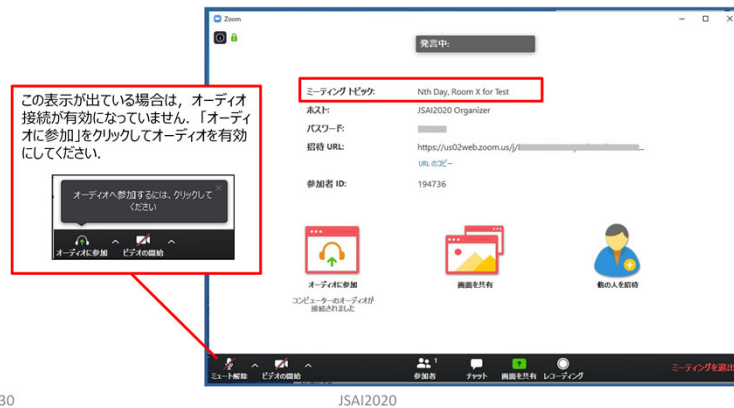 Zoom
発言中:
ミーティング トピック: Nth Day, Room X for Test
ホスト: JSAI2020 Organizer
パスワード:
招待 URL: https://us02web.zoom.us/j/
URL のコピー
参加者 ID: 194736
この表示が出ている場合は，オーディオ
接続が有効になっていません．「オーディ
オに参加」をクリックしてオーディオを有効
にしてください．
オーディオへ参加するには、クリックして
ください
オーディオに参加 ビデオの開始
オーディオに参加 画面を共有 他の人を招待
コンピューターのオーディオが
接続されました
ミュート解除 ビデオの開始 参加者 1 チャット 画面を共有 レコーディング ミーティングを退出
30 JSAI2020